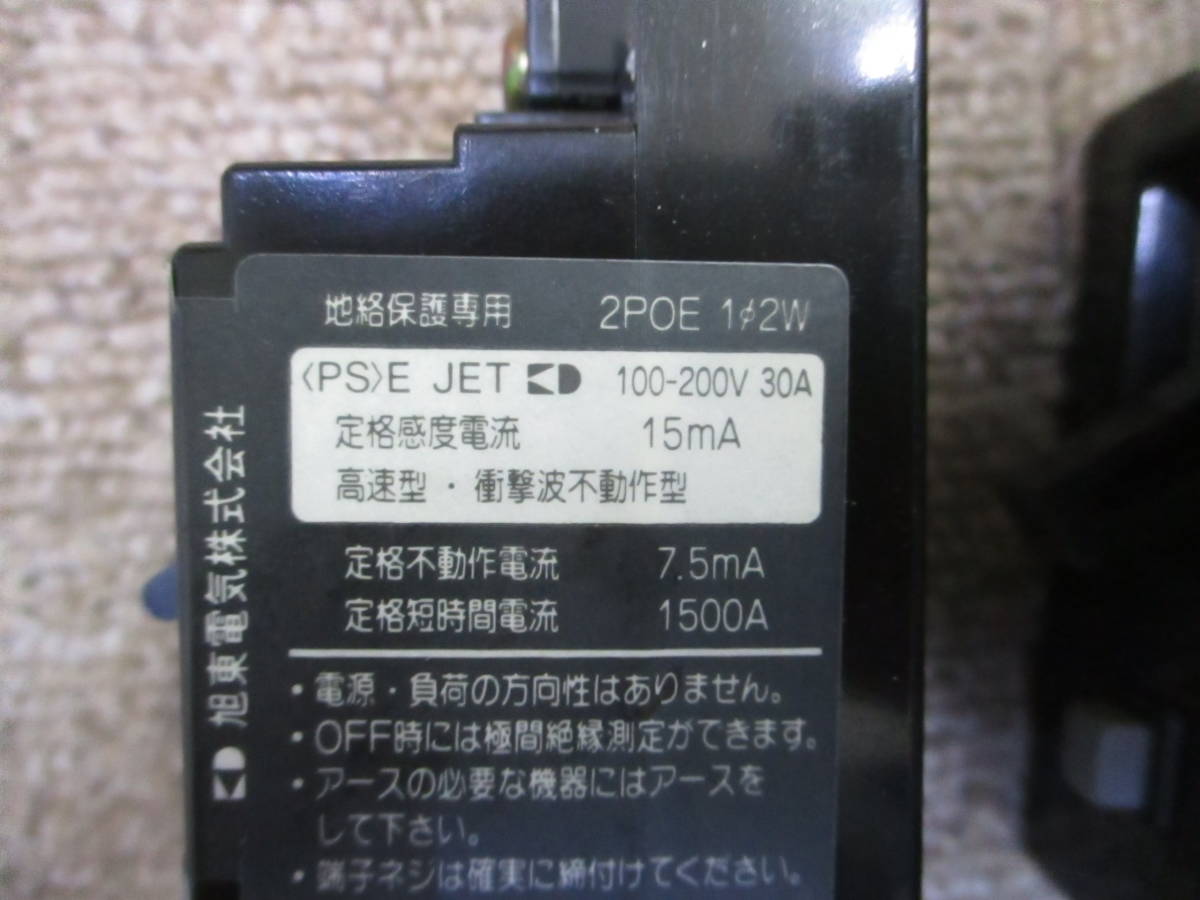 地絡保護専用 2P0E 1φ2W
<PS>E JET KD 100-200V 30A
定格感度電流 15mA
高速型・衝撃波不動作型
定格不動作電流 7.5mA
定格短時間電流 1500A
・電源・負荷の方向性はありません。
・OFF時には極間絶縁測定ができます。
・アースの必要な機器にはアースを
して下さい。
・端子ネジは確実に締付けてください。
KD 旭東電気株式会社